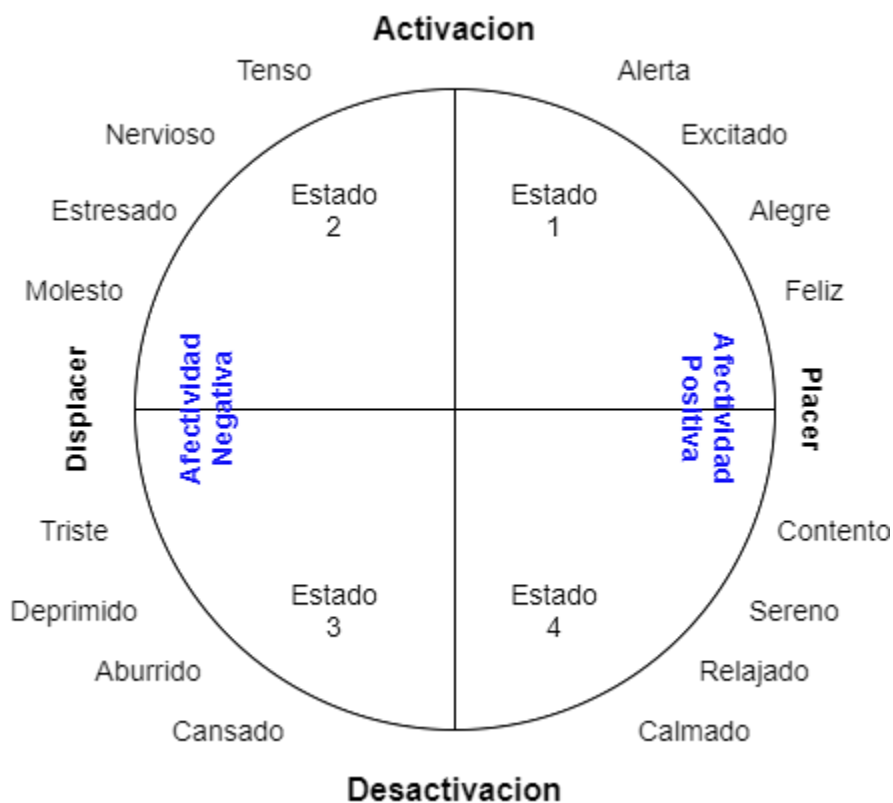 Activacion
Tenso
Alerta
Nervioso
Excitado
Estado
2
Estado
1
Estresado
Alegre
Molesto
Feliz
Displacer
Afectividad
Negativa
Afectividad
Positiva
Placer
Triste
Contento
Deprimido
Estado
3
Estado
4
Sereno
Aburrido
Relajado
Cansado
Calmado
Desactivacion